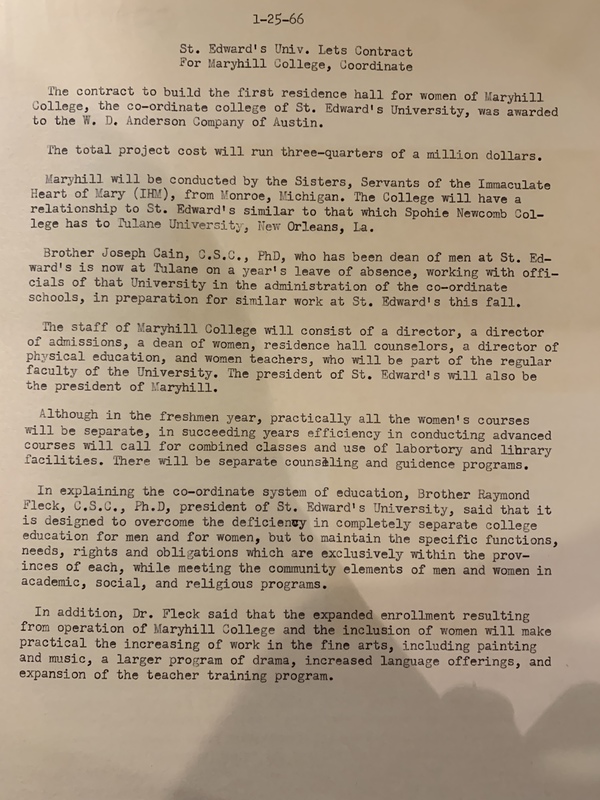 1-25-66
St. Edward's Univ. Lets Contract
For Maryhill College, Coordinate
The contract to build the first residence hall for women of Maryhill
College, the co-ordinate college of St. Edward's University, was awarded
to the W. D. Anderson Company of Austin.
The total project cost will run three-quarters of a million dollars.
Maryhill will be conducted by the Sisters, Servants of the Immaculate
Heart of Mary (IHM), from Monroe, Michigan. The College will have a
relationship to St. Edward's similar to that which Spohie Newcomb Col-
lege has to Tulane University, New Orleans, La.
Brother Joseph Cain, C.S.C., PhD, who has been dean of men at St. Ed-
ward's is now at Tulane on a year's leave of absence, working with offi-
cials of that University in the administration of the co-ordinate
schools, in preparation for similar work at St. Edward's this fall.
The staff of Maryhill College will consist of a director, a director
of admissions, a dean of women, residence hall counselors, a director of
physical education, and women teachers, who will be part of the regular
faculty of the University. The president of St. Edward's will also be
the president of Maryhill.
Although in the freshmen year, practically all the women's courses
will be separate, in succeeding years efficiency in conducting advanced
courses will call for combined classes and use of labortory and library
facilities. There will be separate counseling and guidance programs.
In explaining the co-ordinate system of education, Brother Raymond
Fleck, C.S.C., Ph.D, president of St. Edward's University, said that it
is designed to overcome the deficiency in completely separate college
education for men and for women, but to maintain the specific functions,
needs, rights and obligations which are exclusively within the prov-
inces of each, while meeting the community elements of men and women in
academic, social, and religious programs.
In addition, Dr. Fleck said that the expanded enrollment resulting
from operation of Maryhill College and the inclusion of women will make
practical the increasing of work in the fine arts, including painting
and music, a larger program of drama, increased language offerings, and
expansion of the teacher training program.